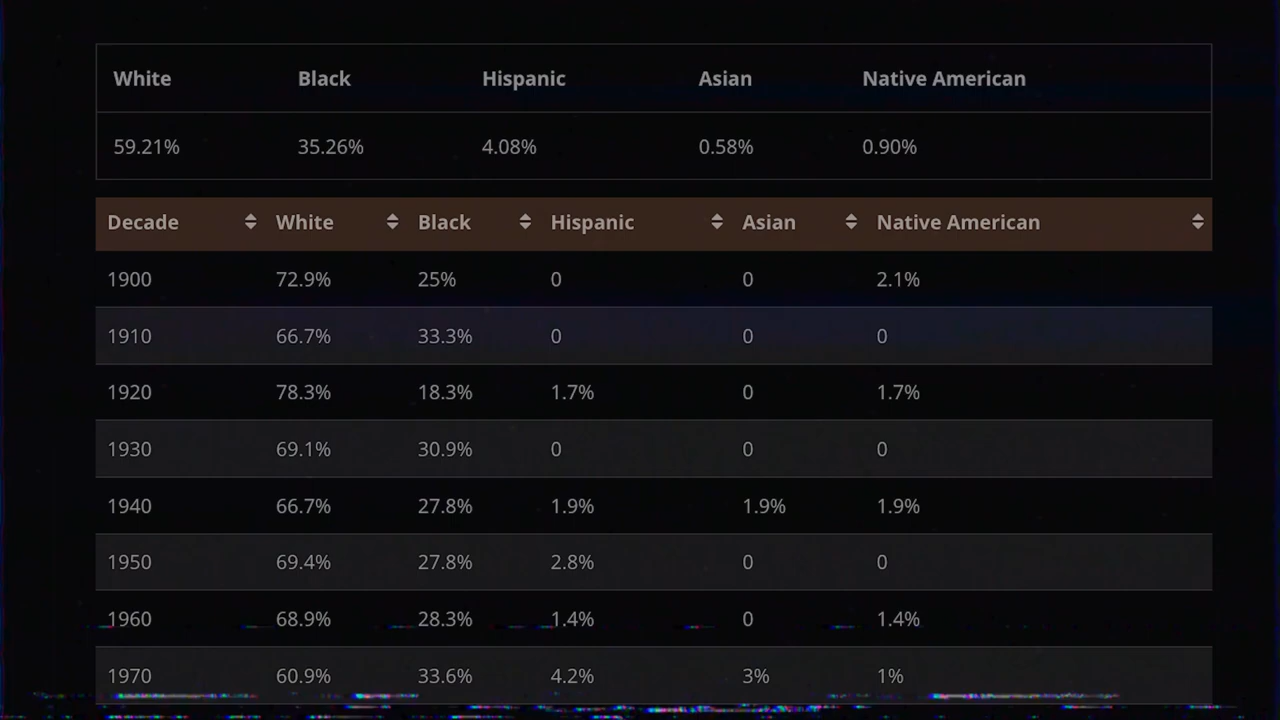 White Black Hispanic Asian Native American
59.21% 35.26% 4.08% 0.58% 0.90%
Decade White Black Hispanic Asian Native American
1900 72.9% 25% 0 0 2.1%
1910 66.7% 33.3% 0 0 0
1920 78.3% 18.3% 1.7% 0 1.7%
1930 69.1% 30.9% 0 0 0
1940 66.7% 27.8% 1.9% 1.9% 1.9%
1950 69.4% 27.8% 2.8% 0 0
1960 68.9% 28.3% 1.4% 0 1.4%
1970 60.9% 33.6% 4.2% 3% 1%